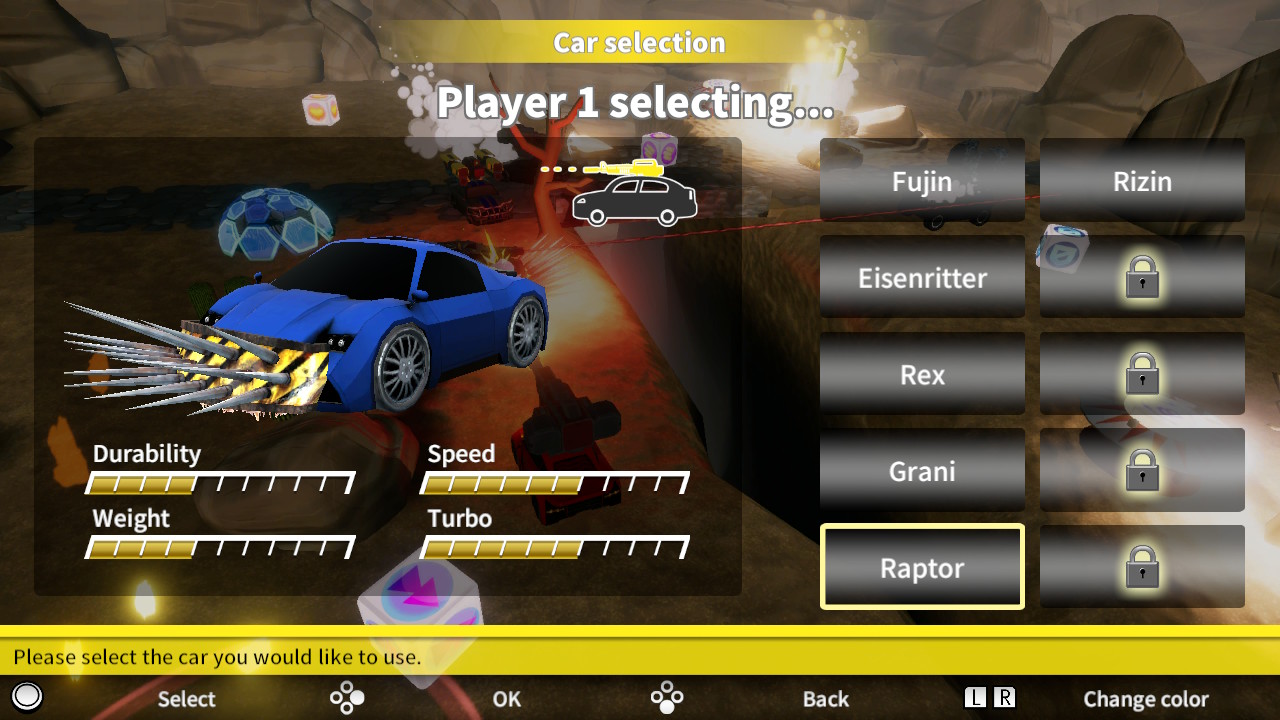 Car selection
Player 1 selecting...
Fujin
Rizin
Eisenritter
Rex
Grani
Raptor
Durability
Speed
Weight
Turbo
Please select the car you would like to use.
Select
OK
Back
L R
Change color